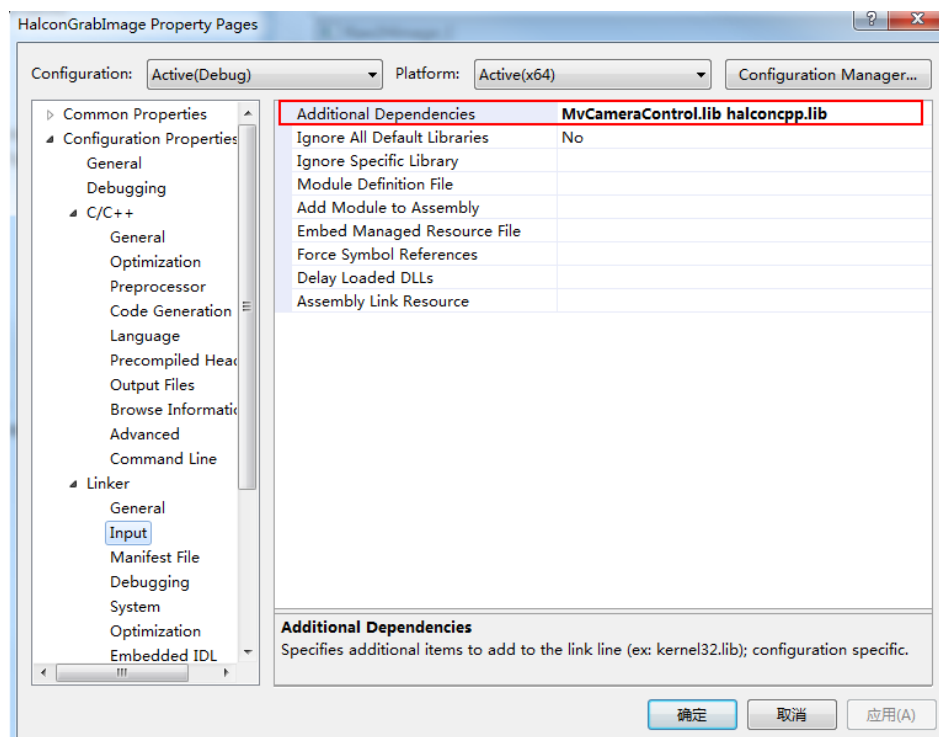 HalconGrabImage Property Pages
Configuration: Active(Debug) Platform: Active(x64) Configuration Manager...
Common Properties
Configuration Properties
General
Debugging
C/C++
General
Optimization
Preprocessor
Code Generation
Language
Precompiled Head
Output Files
Browse Informatio
Advanced
Command Line
Linker
General
Input
Manifest File
Debugging
System
Optimization
Embedded IDL
Additional Dependencies MvCameraControl.lib halconcpp.lib
Ignore All Default Libraries No
Ignore Specific Library
Module Definition File
Add Module to Assembly
Embed Managed Resource File
Force Symbol References
Delay Loaded DLLs
Assembly Link Resource
Additional Dependencies
Specifies additional items to add to the link line (ex: kernel32.lib); configuration specific.
确定 取消 应用(A)